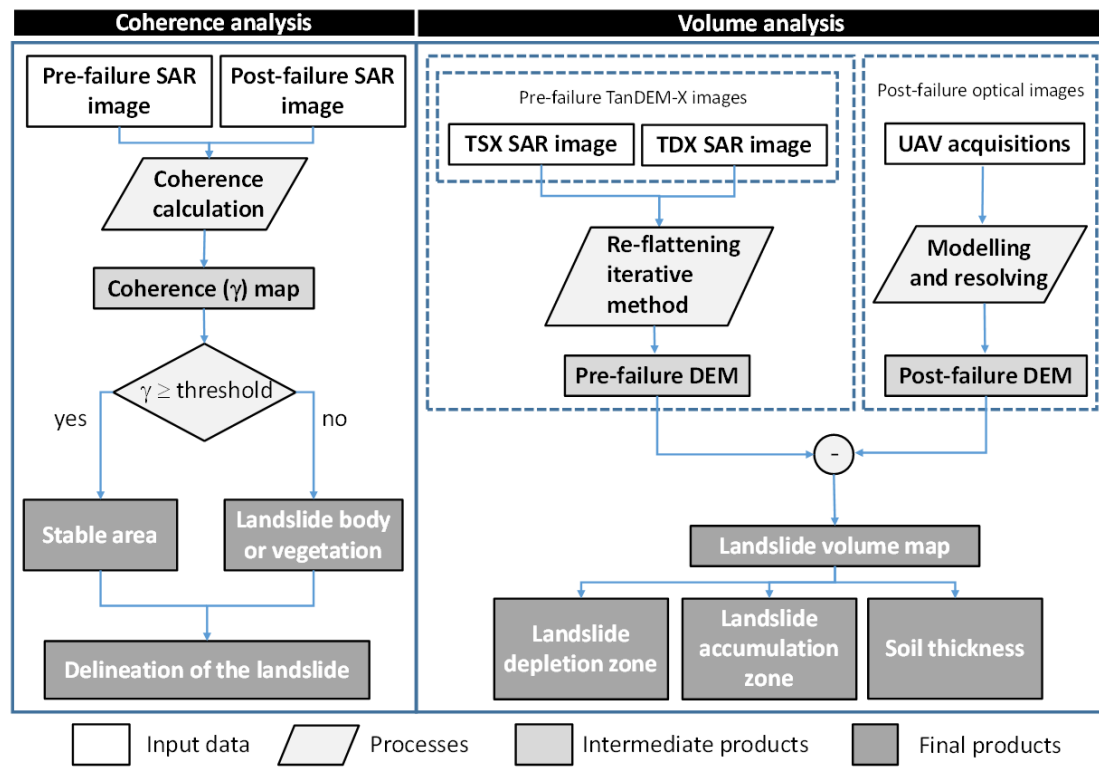 Coherence analysis
Pre-failure SAR
image
Post-failure SAR
image
Coherence
calculation
Coherence (γ) map
γ ≥ threshold
yes
no
Stable area
Landslide body
or vegetation
Delineation of the landslide
Volume analysis
Pre-failure TanDEM-X images
TSX SAR image
TDX SAR image
Re-flattening
iterative
method
Pre-failure DEM
Post-failure optical images
UAV acquisitions
Modelling
and resolving
Post-failure DEM
-
Landslide volume map
Landslide
depletion zone
Landslide
accumulation
zone
Soil thickness
Input data
Processes
Intermediate products
Final products